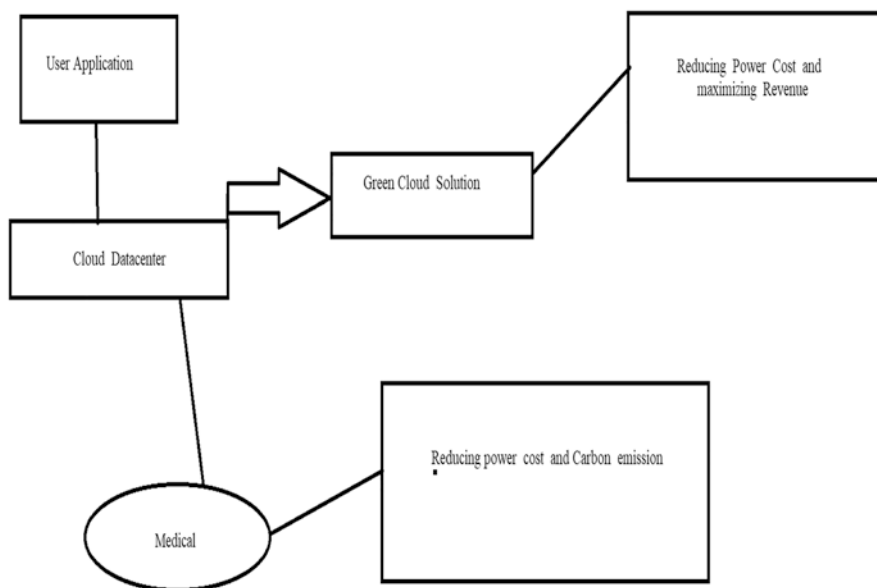 User Application
Reducing Power Cost and
maximizing Revenue
Green Cloud Solution
Cloud Datacenter
Reducing power cost and Carbon emission
Medical